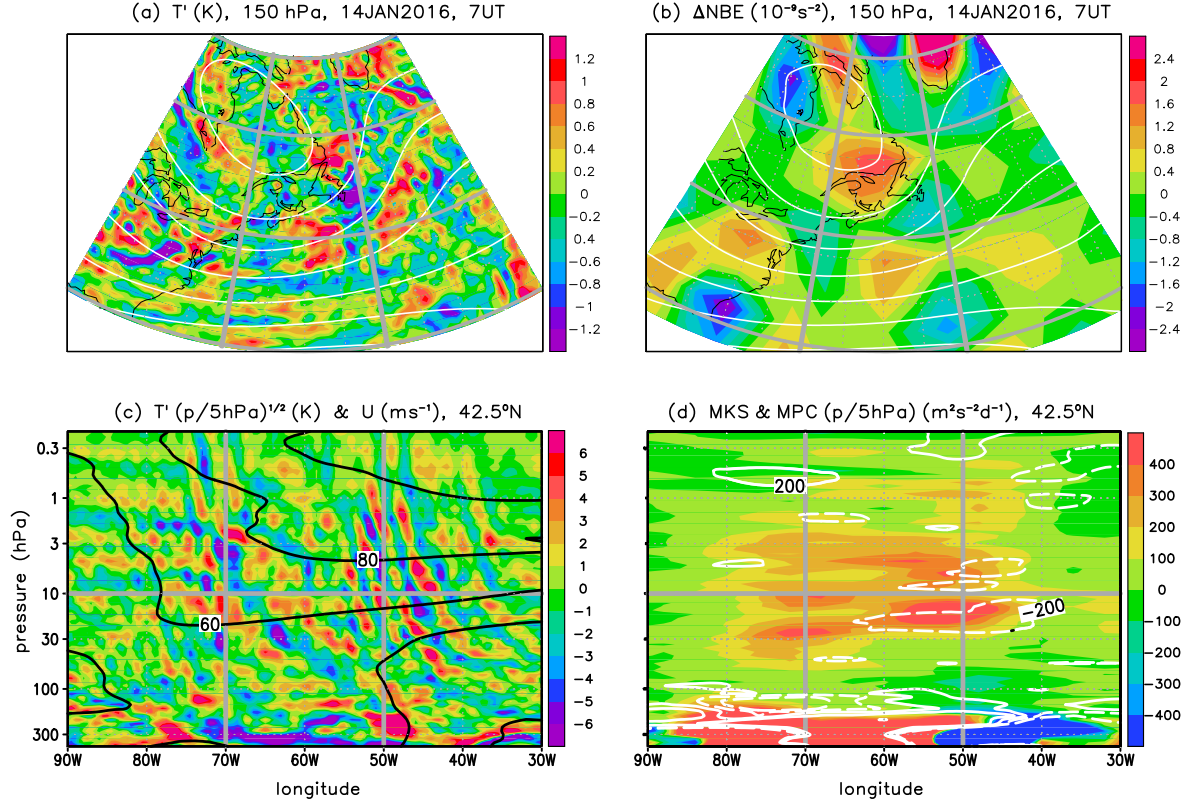 (a) T' (K), 150 hPa, 14JAN2016, 7UT
(b) ΔNBE (10⁻⁹s⁻²), 150 hPa, 14JAN2016, 7UT
1.2
1
0.8
0.6
0.4
0.2
0
−0.2
−0.4
−0.6
−0.8
−1
−1.2
2.4
2
1.6
1.2
0.8
0.4
0
−0.4
−0.8
−1.2
−1.6
−2
−2.4
(c) T' (p/5hPa)¹ᐟ² (K) & U (ms⁻¹), 42.5°N
(d) MKS & MPC (p/5hPa) (m²s⁻²d⁻¹), 42.5°N
pressure (hPa)
0.3
1
3
10
30
100
300
80
60
90W
80W
70W
60W
50W
40W
30W
longitude
6
5
4
3
2
1
0
−1
−2
−3
−4
−5
−6
200
−200
90W
80W
70W
60W
50W
40W
30W
longitude
400
300
200
100
0
−100
−200
−300
−400